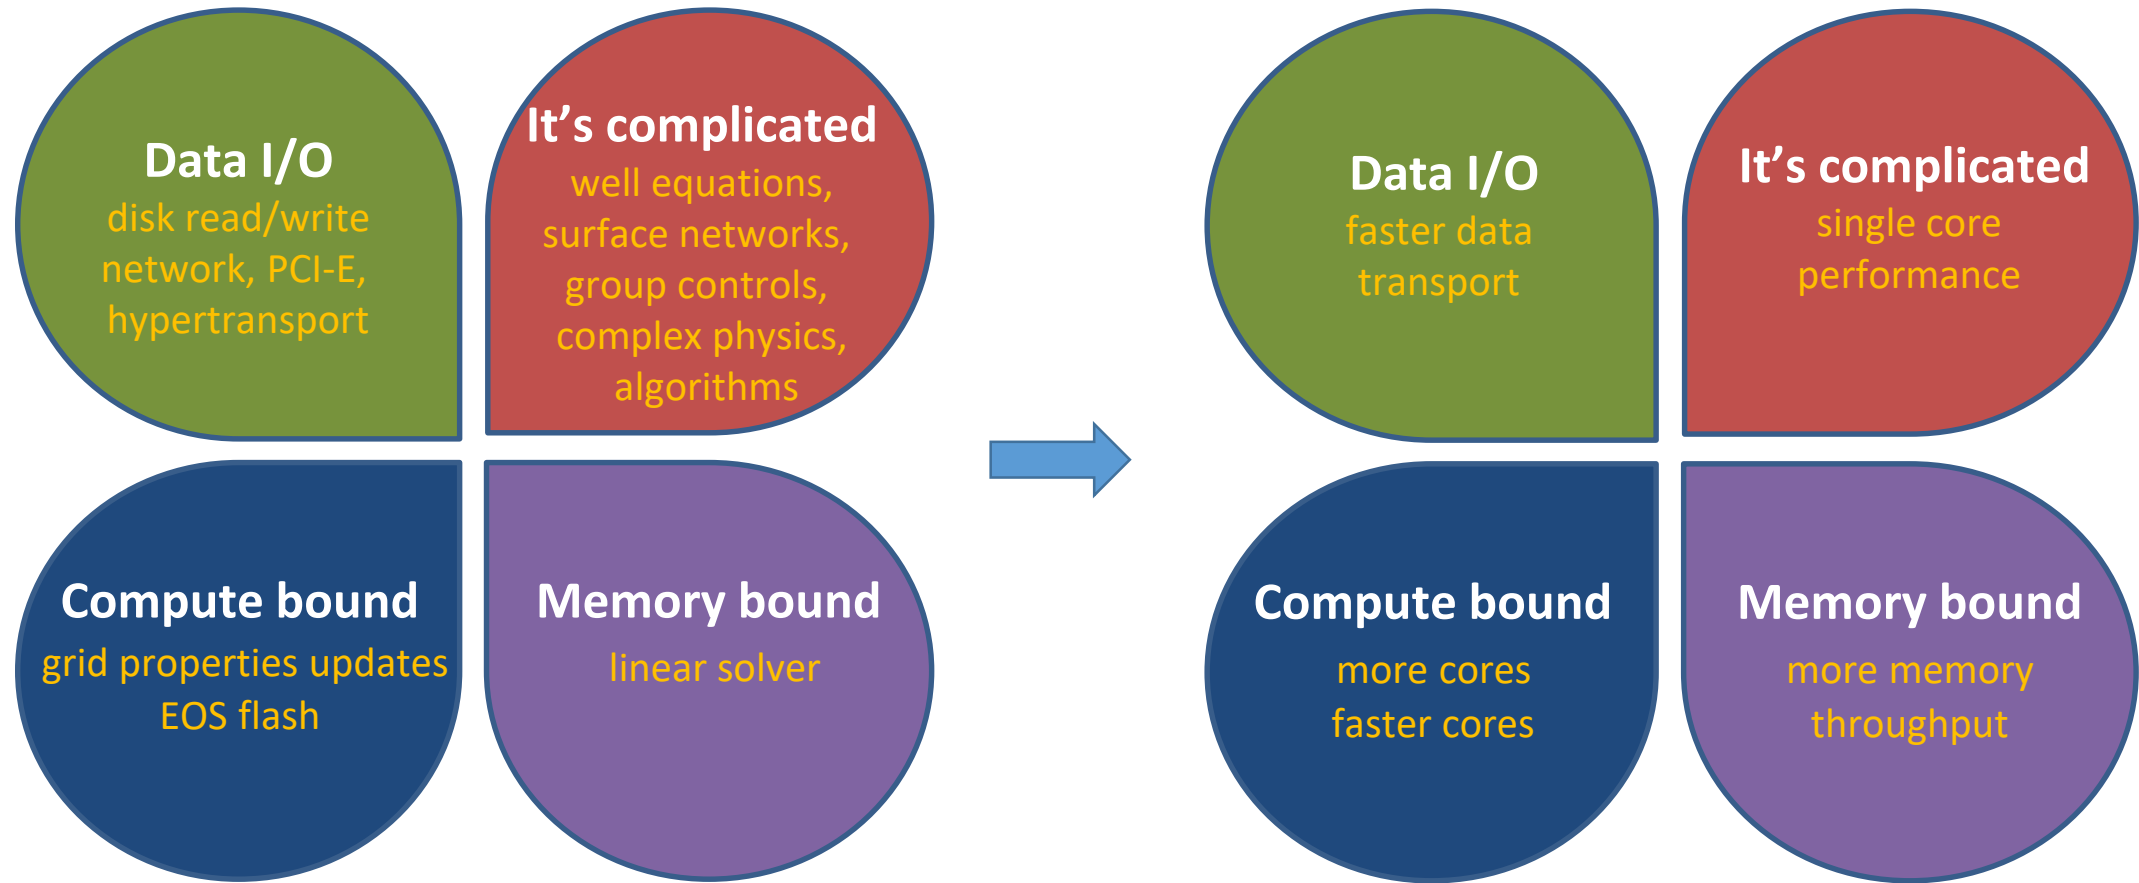 Data I/O
disk read/write
network, PCI-E,
hypertransport
It’s complicated
well equations,
surface networks,
group controls,
complex physics,
algorithms
Compute bound
grid properties updates
EOS flash
Memory bound
linear solver
Data I/O
faster data
transport
It’s complicated
single core
performance
Compute bound
more cores
faster cores
Memory bound
more memory
throughput